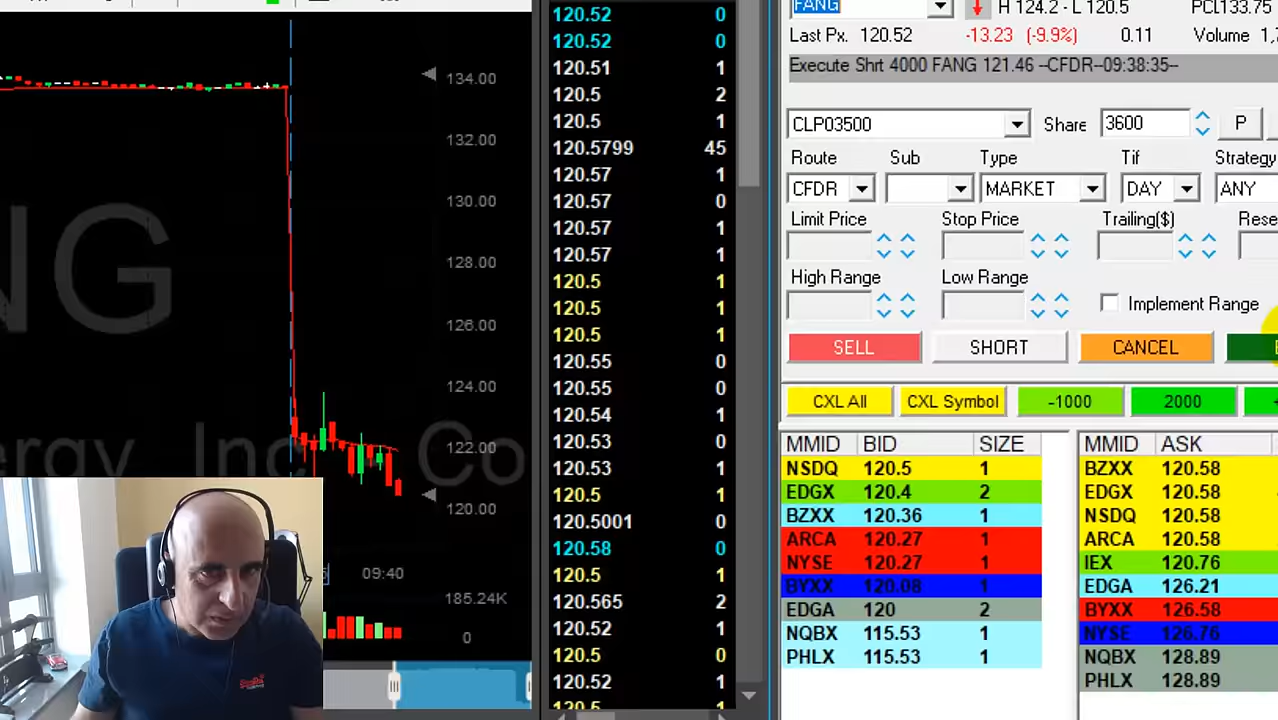 FANG H 124.2 - L 120.5 PCL133.75
Last Px. 120.52 -13.23 (-9.9%) 0.11 Volume 1,7
Execute Shrt 4000 FANG 121.46 --CFDR--09:38:35--
CLP03500 Share 3600 P
Route Sub Type Tif Strategy
CFDR MARKET DAY ANY
Limit Price Stop Price Trailing($) Rese
High Range Low Range
Implement Range
SELL SHORT CANCEL
CXL All CXL Symbol -1000 2000
MMID BID SIZE MMID ASK
NSDQ 120.5 1 BZXX 120.58
EDGX 120.4 2 EDGX 120.58
BZXX 120.36 1 NSDQ 120.58
ARCA 120.27 1 ARCA 120.58
NYSE 120.27 1 IEX 120.76
BYXX 120.08 1 EDGA 126.21
EDGA 120 2 BYXX 126.58
NQBX 115.53 1 NYSE 126.76
PHLX 115.53 1 NQBX 128.89
PHLX 128.89
120.52 0
120.52 0
120.51 1
120.5 2
120.5 1
120.5799 45
120.57 1
120.57 0
120.57 1
120.57 1
120.5 1
120.5 1
120.5 1
120.55 0
120.55 0
120.54 1
120.53 0
120.53 1
120.5 1
120.5001 0
120.58 0
120.5 1
120.565 2
120.52 1
120.5 0
120.52 1
120.5 1
134.00
132.00
130.00
128.00
126.00
124.00
122.00
120.00
NG
ergy Inc - Co
09:40
185.24K
0